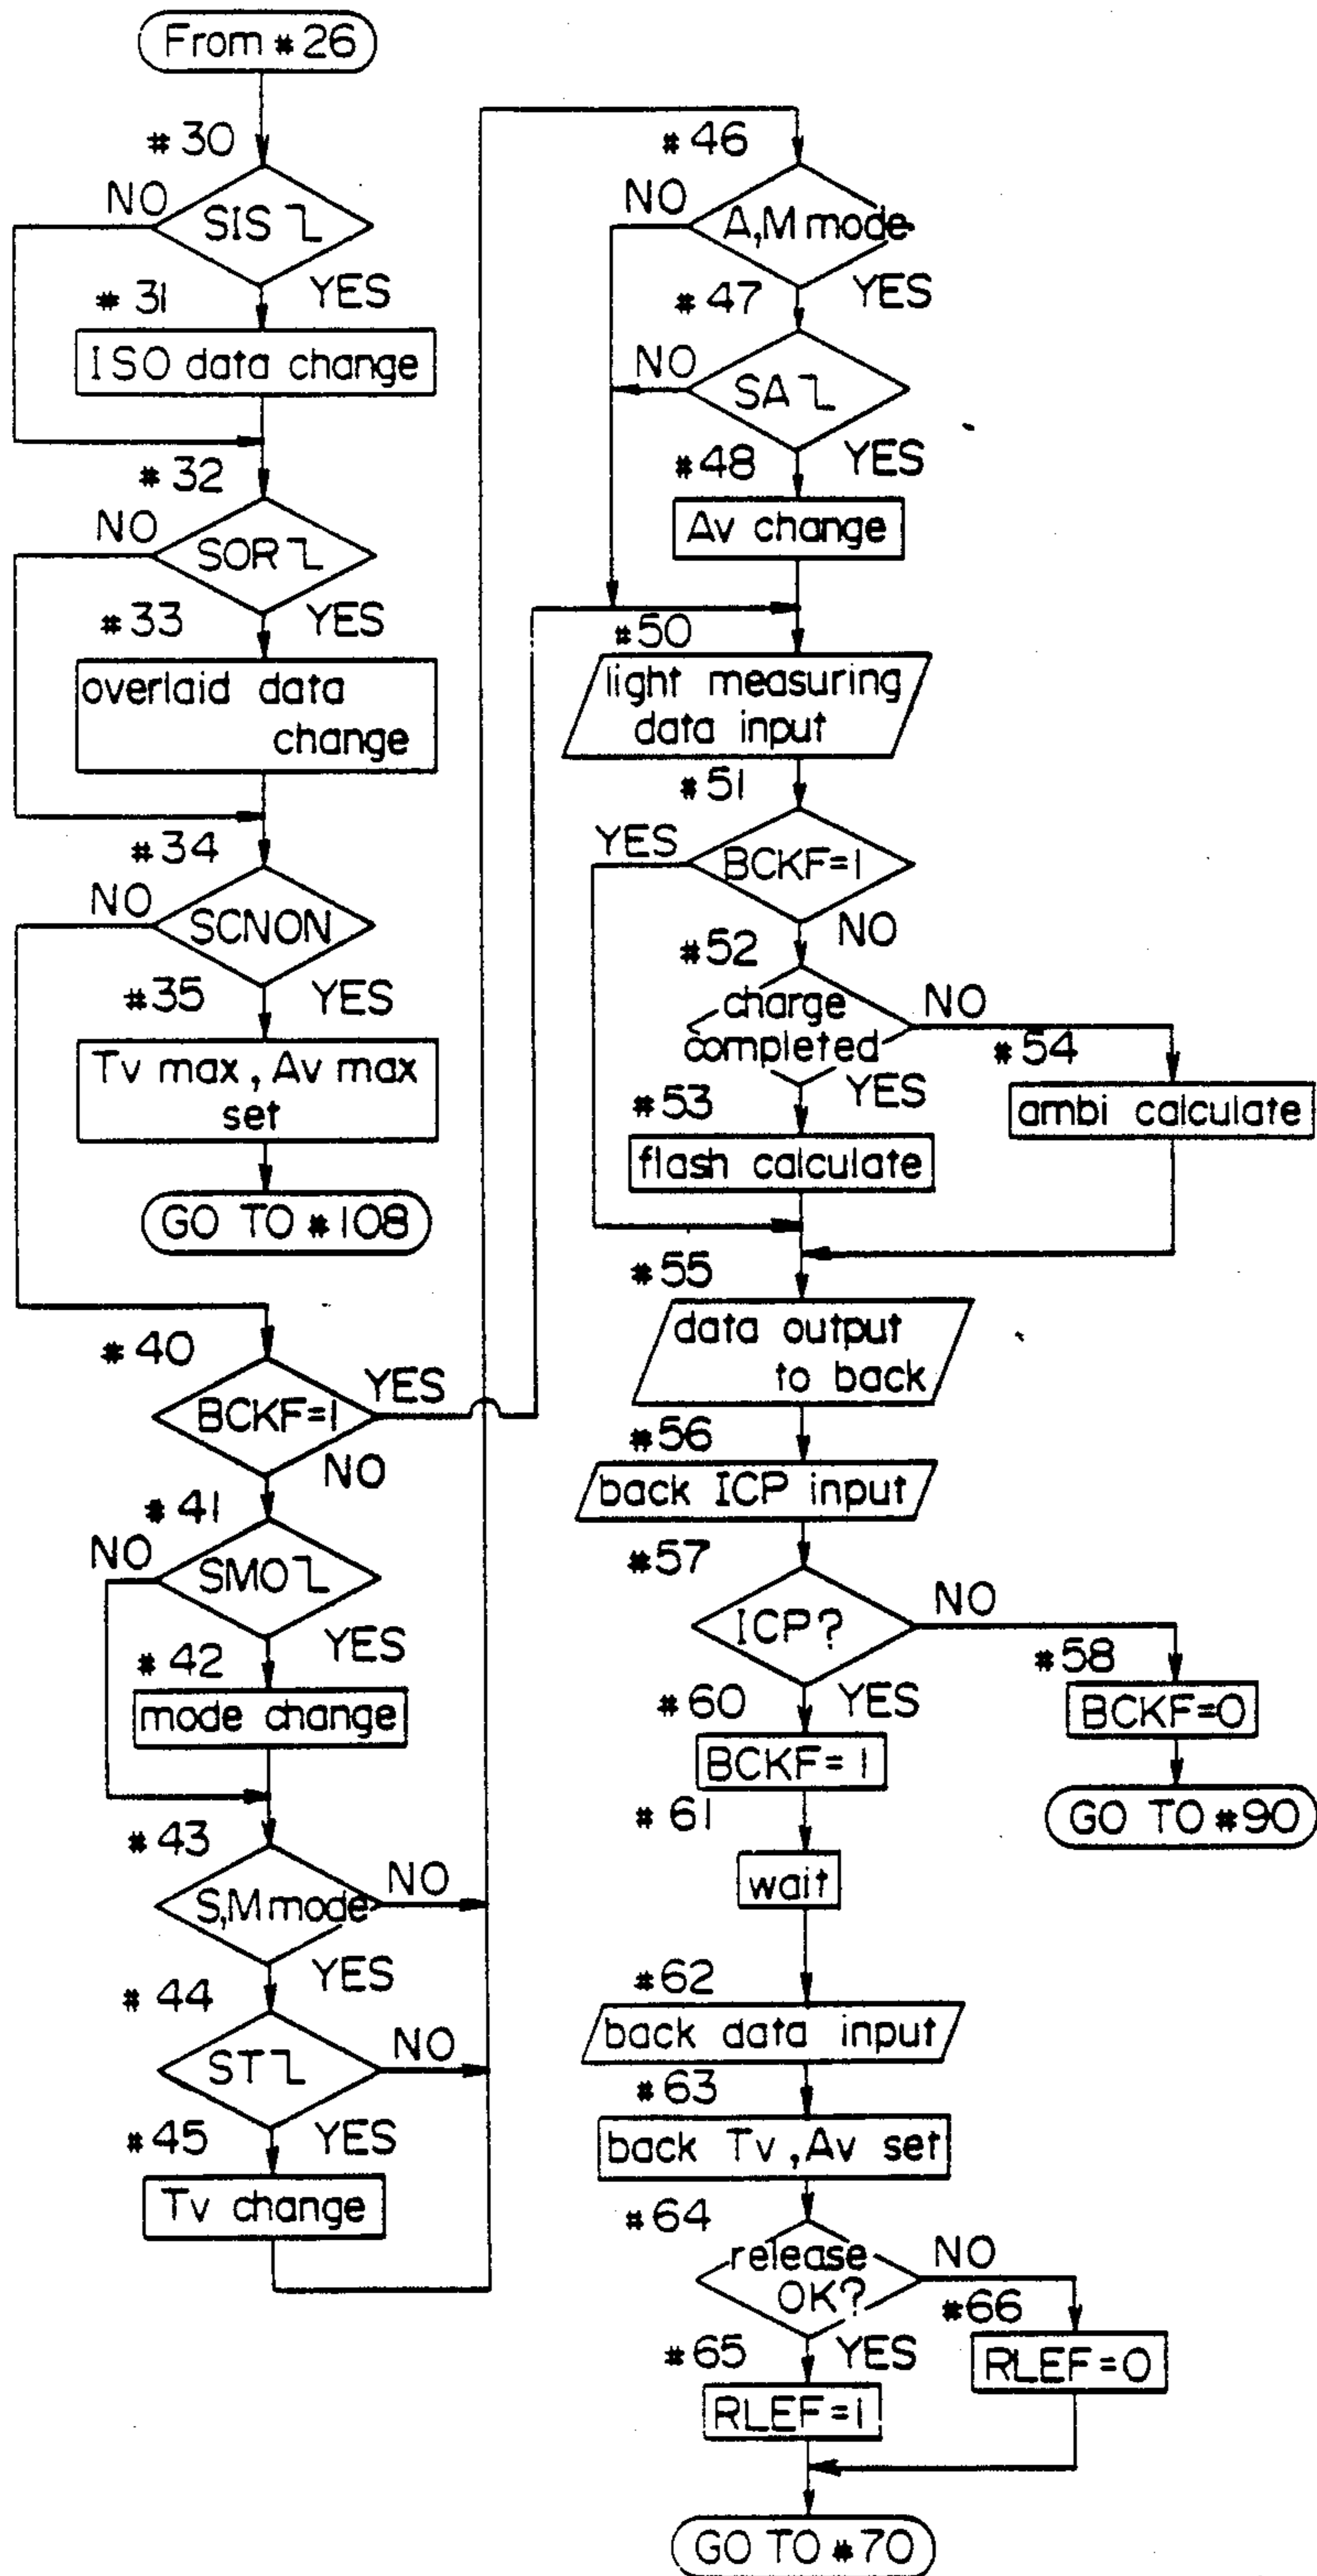 From #26
#30
NO
SIS
YES
#31
ISO data change
#32
NO
SOR
YES
#33
overlaid data
change
#34
NO
SCNON
YES
#35
Tv max, Av max
set
GO TO #108
#40
YES
BCKF=1
NO
#41
NO
SMO
YES
#42
mode change
#43
S,M mode
NO
YES
#44
ST
NO
YES
#45
Tv change
#46
NO
A,M mode
YES
#47
NO
SA
YES
#48
Av change
#50
light measuring
data input
#51
YES
BCKF=1
NO
#52
charge
completed
NO
YES
#54
ambi calculate
#53
flash calculate
#55
data output
to back
#56
back ICP input
#57
ICP?
NO
YES
#58
BCKF=0
GO TO #90
#60
BCKF=1
#61
wait
#62
back data input
#63
back Tv, Av set
#64
release
OK?
NO
YES
#66
RLEF=0
#65
RLEF=1
GO TO #70